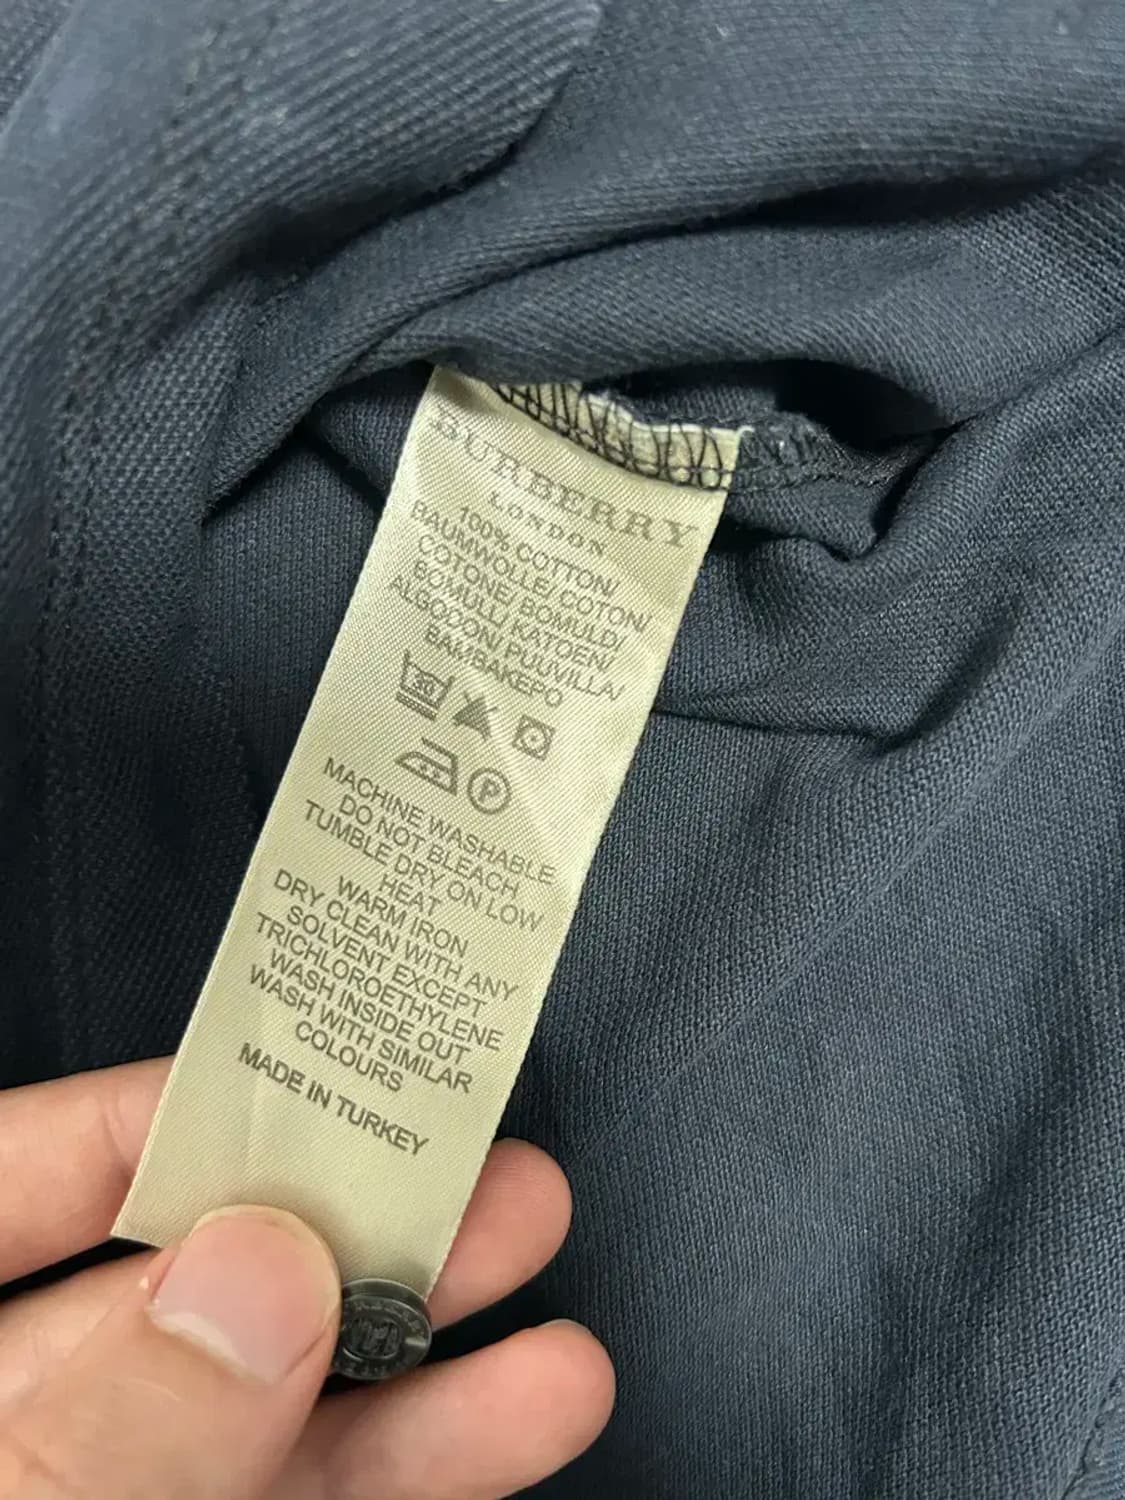 BURBERRY
LONDON
100% COTTON/
BAUMWOLLE/ COTON/
COTONE/ BOMULD/
BOMULL/ KATOEN/
ALGODON/ PUUVILLA/
BAMBAKEPO
30
P
MACHINE WASHABLE
DO NOT BLEACH
TUMBLE DRY ON LOW
HEAT
WARM IRON
DRY CLEAN WITH ANY
SOLVENT EXCEPT
TRICHLOROETHYLENE
WASH INSIDE OUT
WASH WITH SIMILAR
COLOURS
MADE IN TURKEY